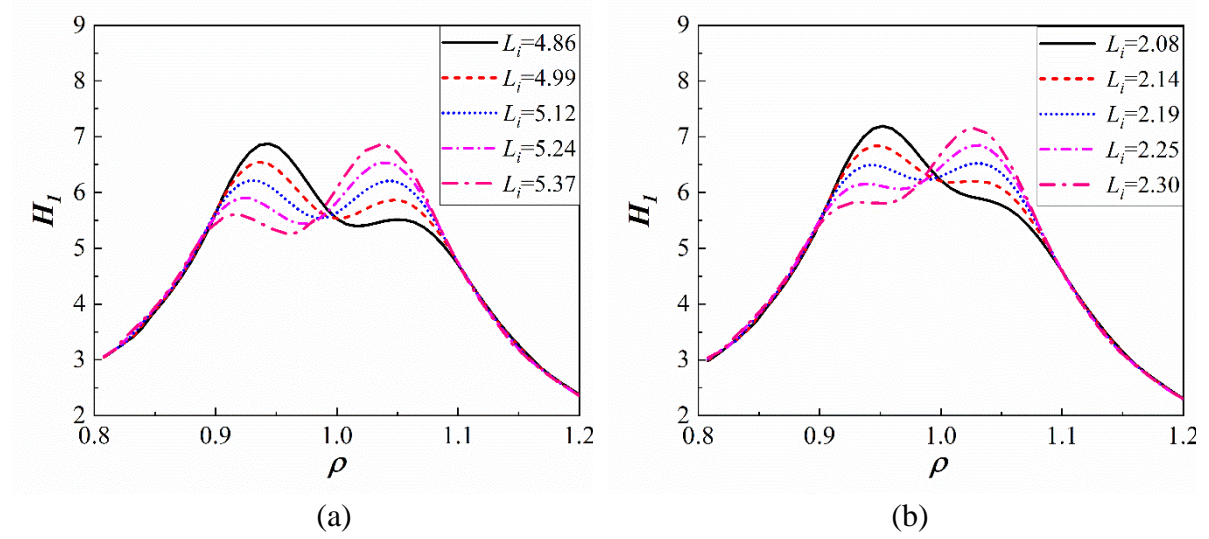 9
8
7
6
5
4
3
2
H1
0.8 0.9 1.0 1.1 1.2
ρ
Li=4.86
Li=4.99
Li=5.12
Li=5.24
Li=5.37
(a)
9
8
7
6
5
4
3
2
H1
0.8 0.9 1.0 1.1 1.2
ρ
Li=2.08
Li=2.14
Li=2.19
Li=2.25
Li=2.30
(b)